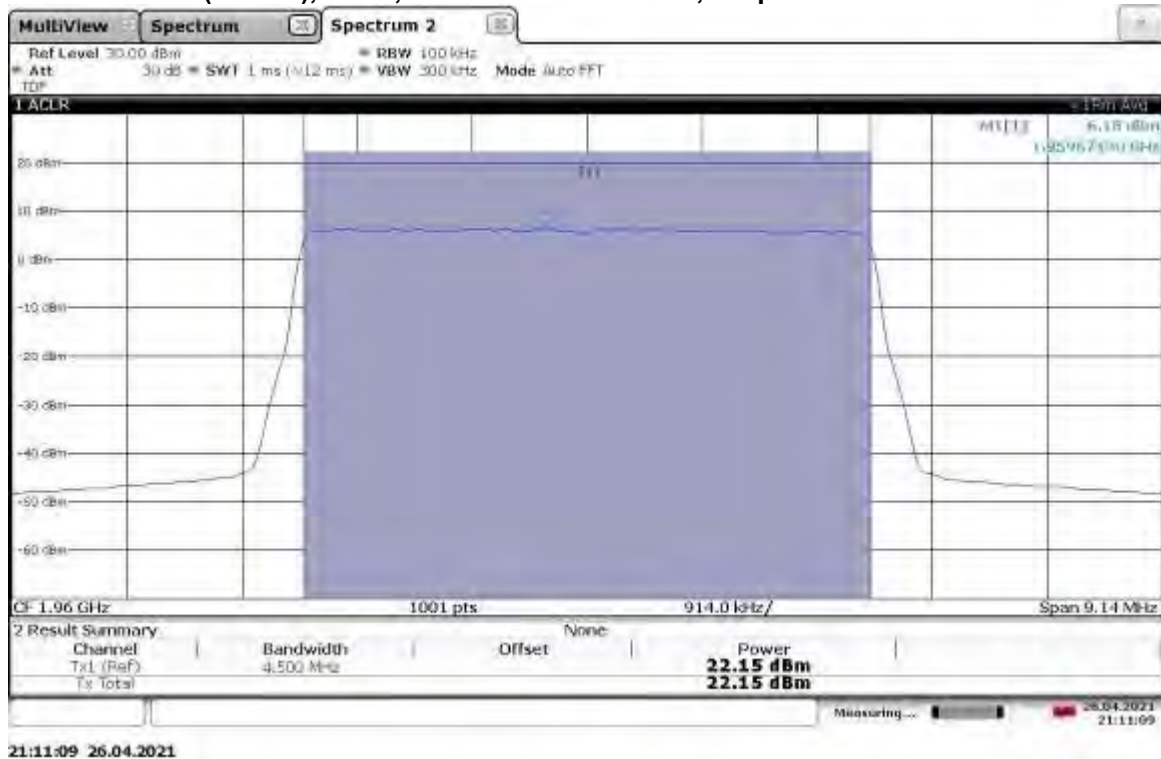 MultiView Spectrum Spectrum 2
Ref Level 30.00 dBm RBW 100 kHz
Att 30 dB SWT 1 ms (~12 ms) VBW 300 kHz Mode Auto FFT
TDF
1 ACLR 1Rm Avg
M1[1] 6.18 dBm
GHz
20 dBm
Tx1
10 dBm
0 dBm
-10 dBm
-20 dBm
-30 dBm
-40 dBm
-50 dBm
-60 dBm
CF 1.96 GHz 1001 pts 914.0 kHz/ Span 9.14 MHz
2 Result Summary None
Channel Bandwidth Offset Power
Tx1 (Ref) 4.500 MHz 22.15 dBm
Tx Total 22.15 dBm
Measuring... 26.04.2021
21:11:09
21:11:09 26.04.2021